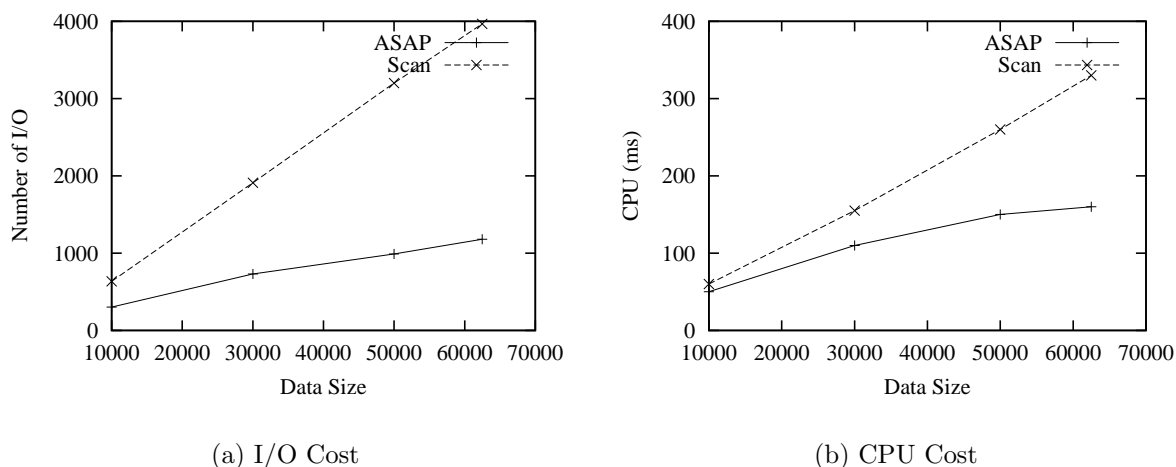 4000
3000
2000
1000
0
Number of I/O
ASAP
Scan
10000 20000 30000 40000 50000 60000 70000
Data Size
(a) I/O Cost
400
300
200
100
0
CPU (ms)
ASAP
Scan
10000 20000 30000 40000 50000 60000 70000
Data Size
(b) CPU Cost